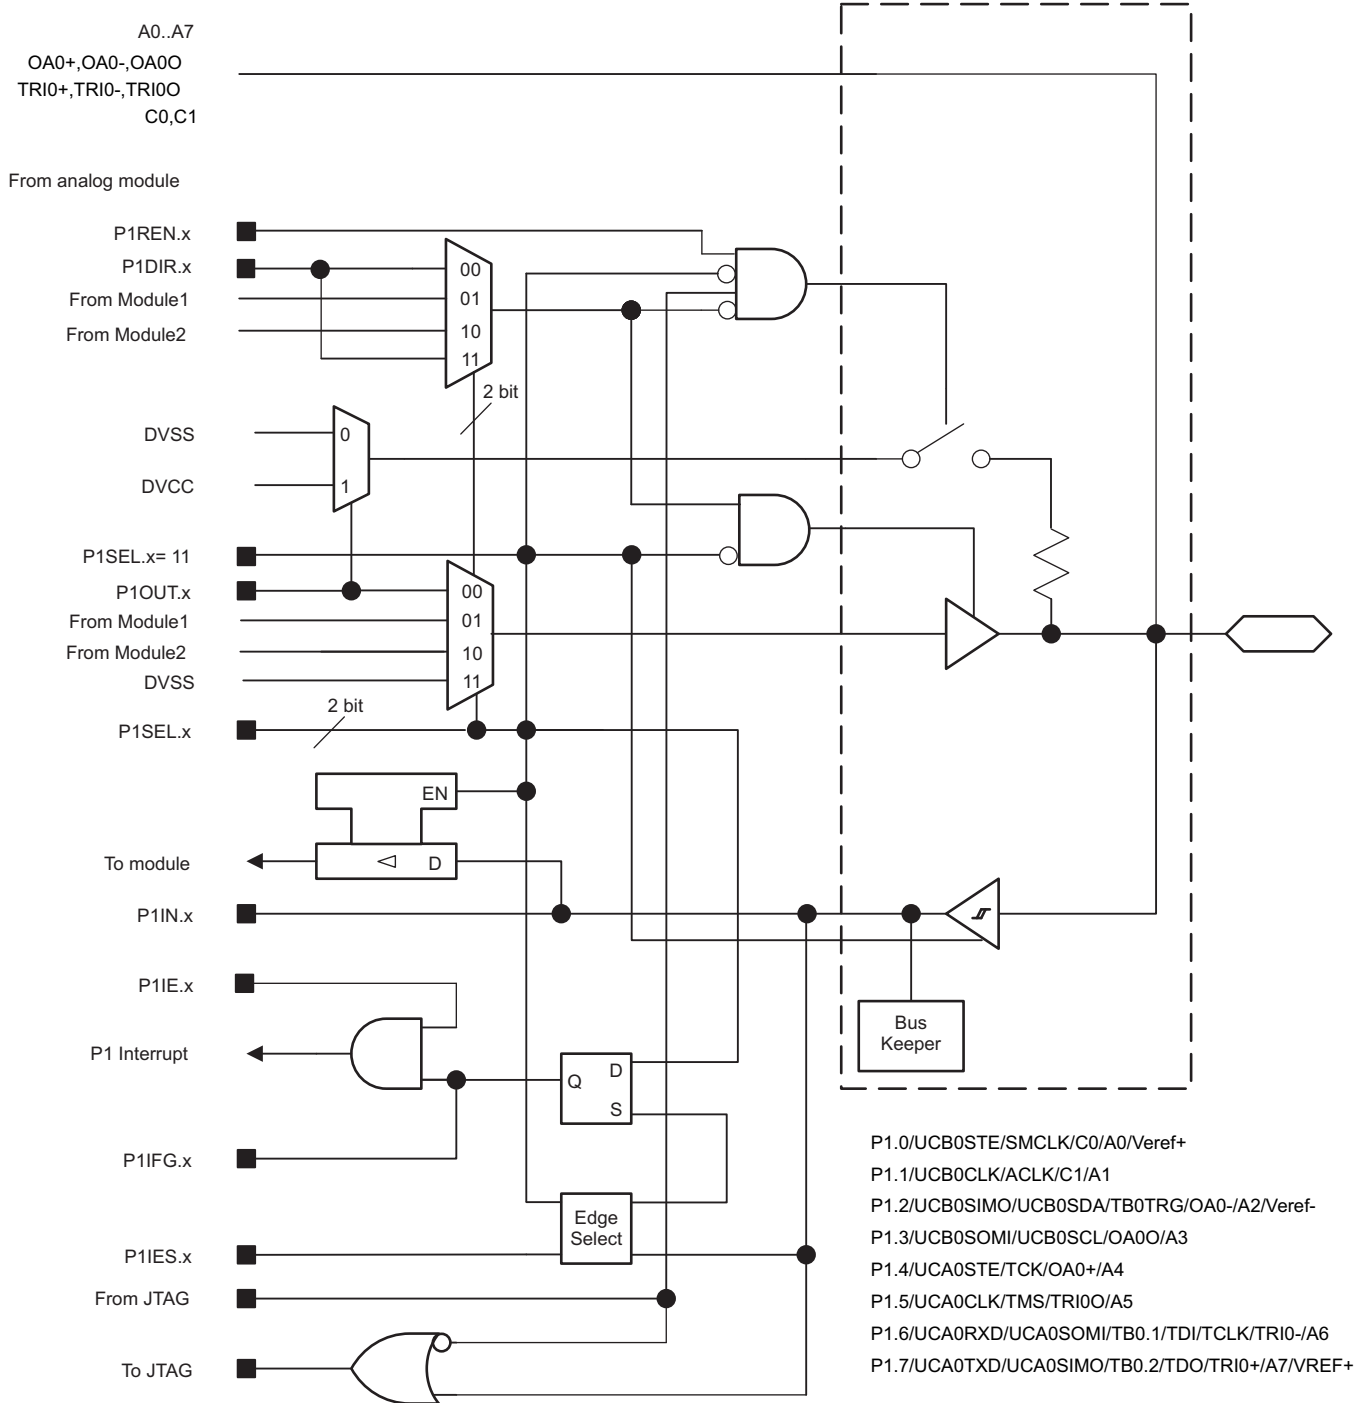 A0..A7
OA0+,OA0-,OA0O
TRI0+,TRI0-,TRI0O
C0,C1
From analog module
P1REN.x
P1DIR.x
From Module1
From Module2
00
01
10
11
2 bit
DVSS
DVCC
0
1
P1SEL.x= 11
P1OUT.x
From Module1
From Module2
DVSS
00
01
10
11
P1SEL.x
2 bit
EN
To module
D
P1IN.x
P1IE.x
P1 Interrupt
Q
D
S
Bus
Keeper
P1IFG.x
Edge
Select
P1IES.x
From JTAG
To JTAG
P1.0/UCB0STE/SMCLK/C0/A0/Veref+
P1.1/UCB0CLK/ACLK/C1/A1
P1.2/UCB0SIMO/UCB0SDA/TB0TRG/OA0-/A2/Veref-
P1.3/UCB0SOMI/UCB0SCL/OA0O/A3
P1.4/UCA0STE/TCK/OA0+/A4
P1.5/UCA0CLK/TMS/TRI0O/A5
P1.6/UCA0RXD/UCA0SOMI/TB0.1/TDI/TCLK/TRI0-/A6
P1.7/UCA0TXD/UCA0SIMO/TB0.2/TDO/TRI0+/A7/VREF+